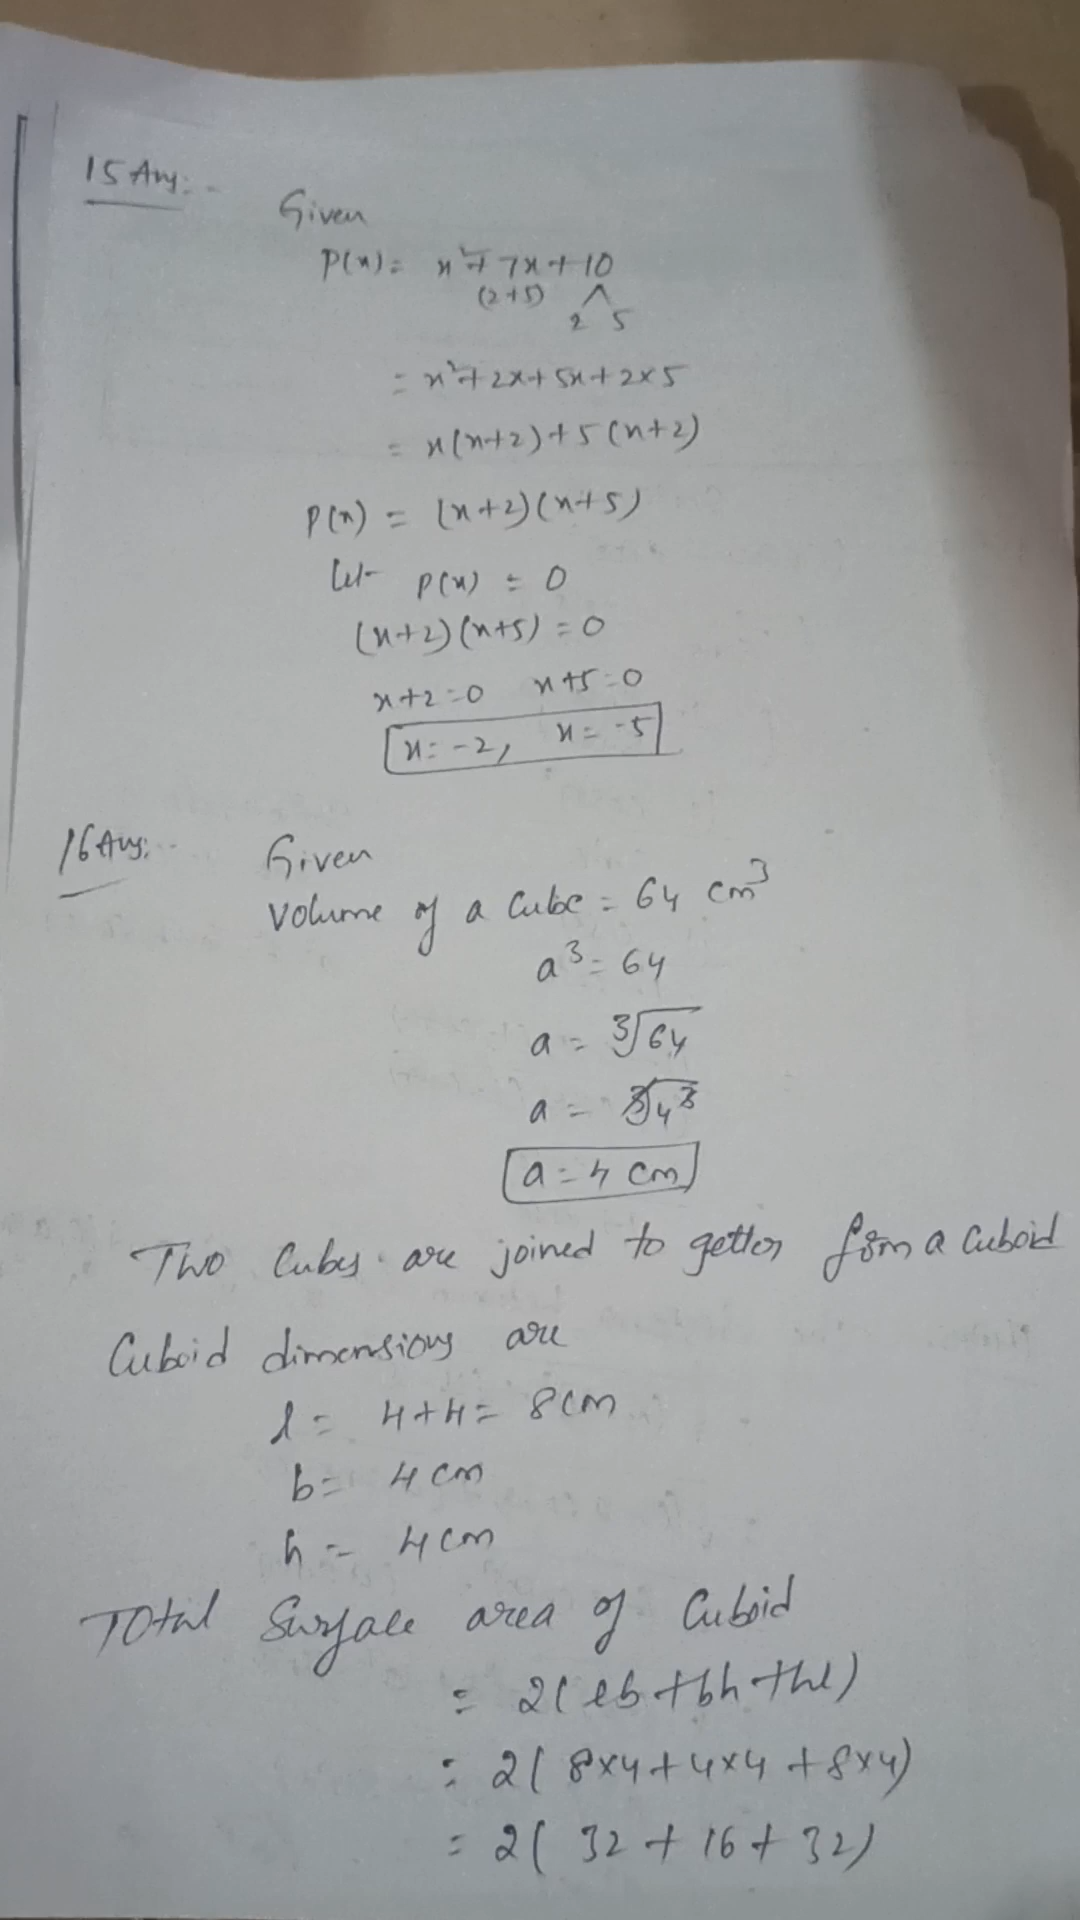 15 Ans:-
Given
P(x) = x² + 7x + 10
(2+5) 2 5
= x² + 2x + 5x + 2×5
= x(x+2) + 5(x+2)
P(x) = (x+2)(x+5)
Let P(x) = 0
(x+2)(x+5) = 0
x+2=0 x+5=0
x=-2, x=-5
16 Ans:-
Given
Volume of a Cube = 64 cm³
a³ = 64
a = ∛64
a = ∛4³
a = 4 cm
Two Cubes are joined to gether form a Cuboid
Cuboid dimensions are
l = 4+4 = 8cm
b = 4 cm
h = 4cm
Total Surface area of Cuboid
= 2(lb + bh + hl)
= 2(8×4 + 4×4 + 8×4)
= 2(32 + 16 + 32)